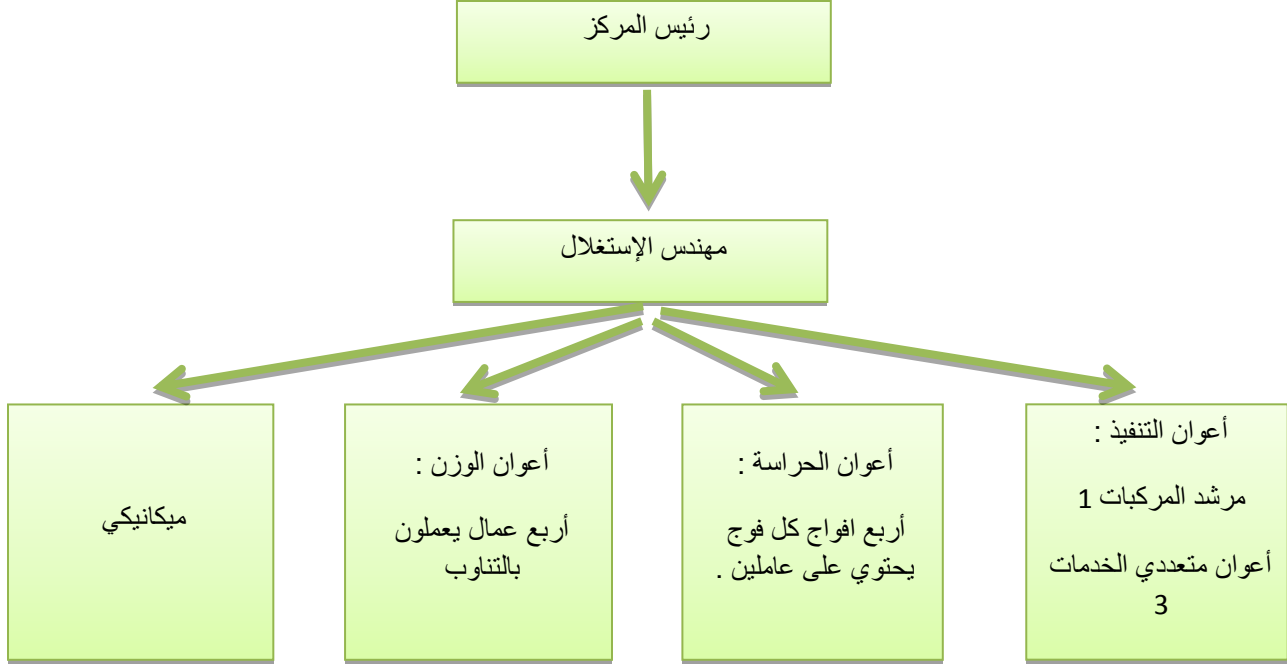 رئيس المركز
مهندس الإستغلال
أعوان التنفيذ :
مرشد المركبات 1
أعوان متعددي الخدمات
3
أعوان الحراسة :
أربع افواج كل فوج
يحتوي على عاملين .
أعوان الوزن :
أربع عمال يعملون
بالتناوب
ميكانيكي